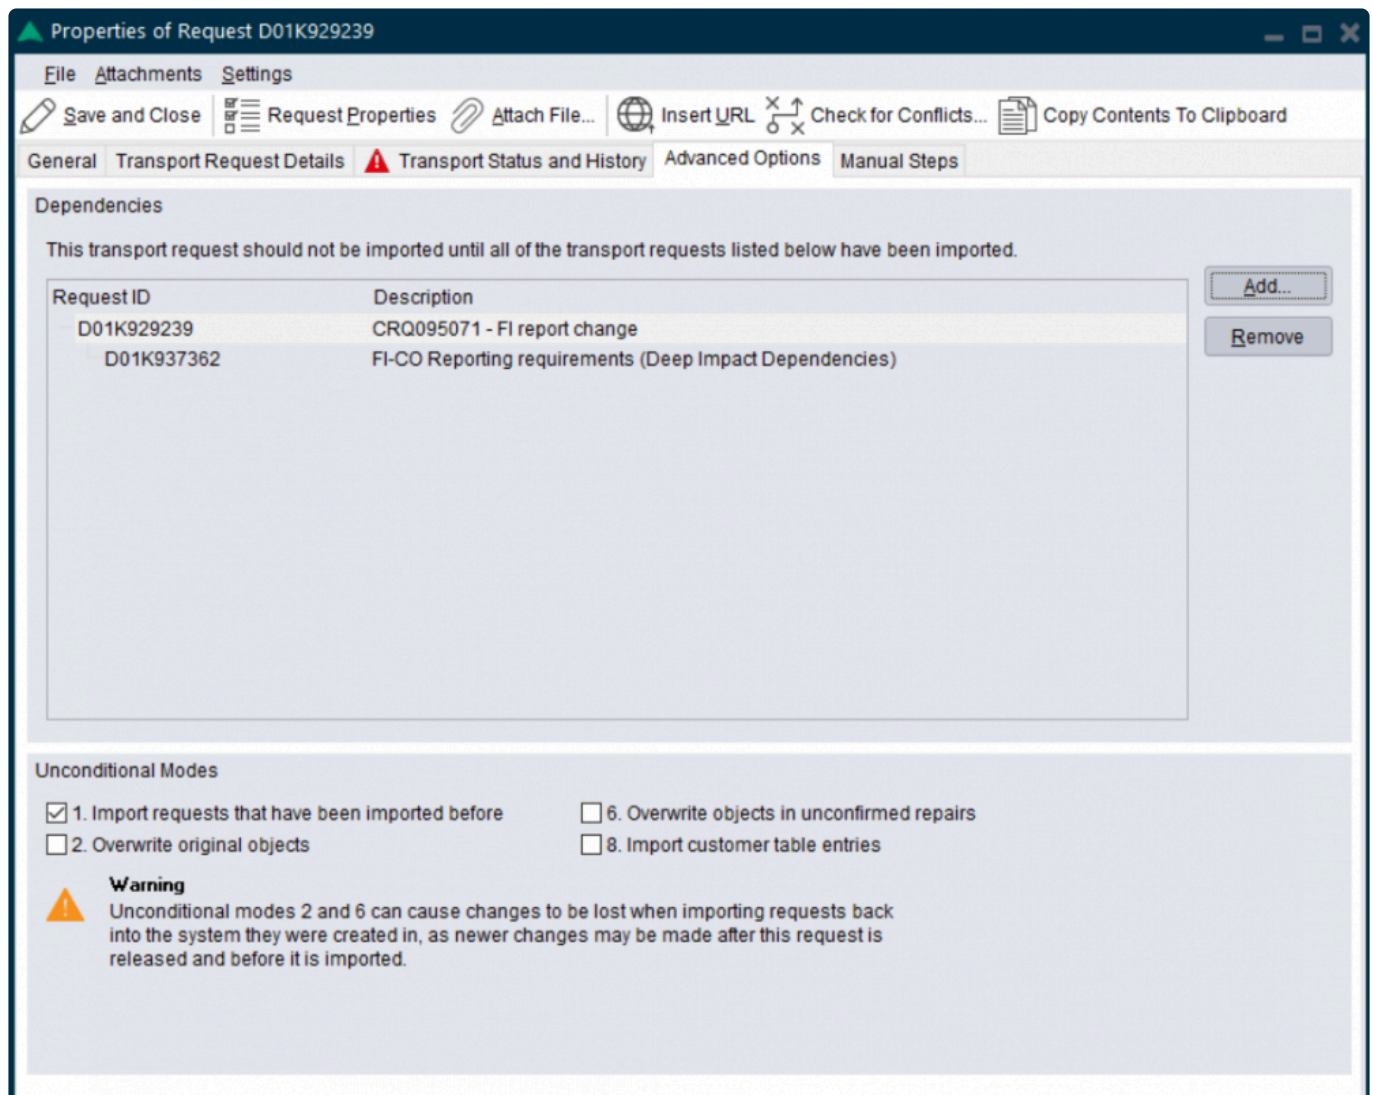 Properties of Request D01K929239
File Attachments Settings
Save and Close Request Properties Attach File... Insert URL Check for Conflicts... Copy Contents To Clipboard
General Transport Request Details Transport Status and History Advanced Options Manual Steps
Dependencies
This transport request should not be imported until all of the transport requests listed below have been imported.
Request ID Description
Add...
D01K929239 CRQ095071 - FI report change
Remove
D01K937362 FI-CO Reporting requirements (Deep Impact Dependencies)
Unconditional Modes
1. Import requests that have been imported before 6. Overwrite objects in unconfirmed repairs
2. Overwrite original objects 8. Import customer table entries
Warning
Unconditional modes 2 and 6 can cause changes to be lost when importing requests back
into the system they were created in, as newer changes may be made after this request is
released and before it is imported.